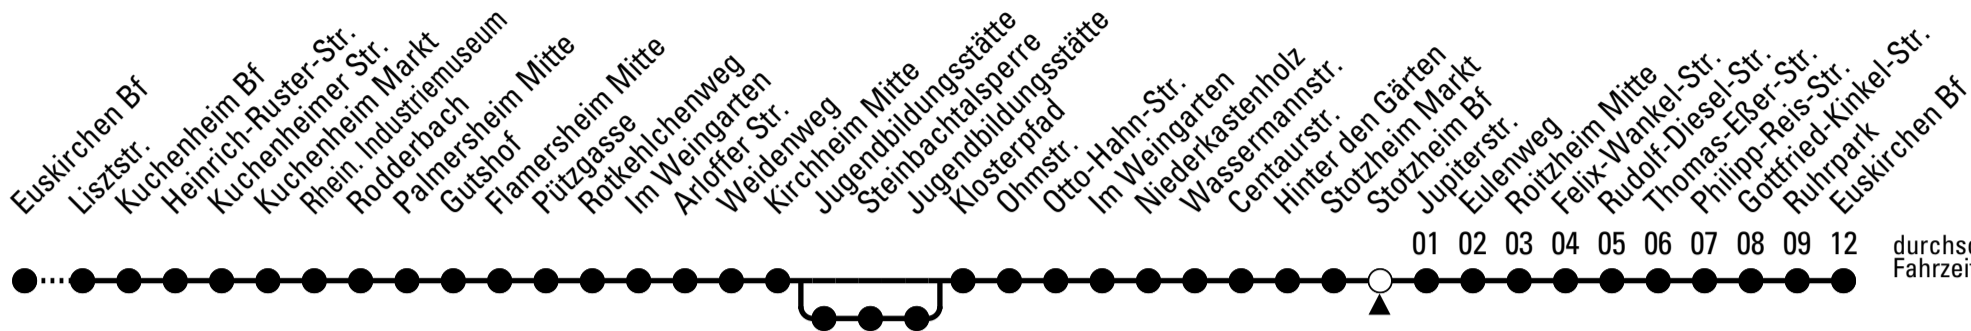 Euskirchen Bf
Lisztstr.
Kuchenheim Bf
Heinrich-Ruster-Str.
Kuchenheimer Str.
Kuchenheim Markt
Rhein. Industriemuseum
Rodderbach
Palmersheim Mitte
Gutshof
Flamersheim Mitte
Pützgasse
Rotkehlchenweg
Im Weingarten
Arloffer Str.
Weidenweg
Kirchheim Mitte
Jugendbildungsstätte
Steinbachtalsperre
Jugendbildungsstätte
Klosterpfad
Ohmstr.
Otto-Hahn-Str.
Im Weingarten
Niederkastenholz
Wassermannstr.
Centaurstr.
Hinter den Gärten
Stotzheim Markt
Stotzheim Bf
Jupiterstr.
Eulenweg
Roitzheim Mitte
Felix-Wankel-Str.
Rudolf-Diesel-Str.
Thomas-Eßer-Str.
Philipp-Reis-Str.
Gottfried-Kinkel-Str.
Ruhrpark
Euskirchen Bf
01 02 03 04 05 06 07 08 09 12